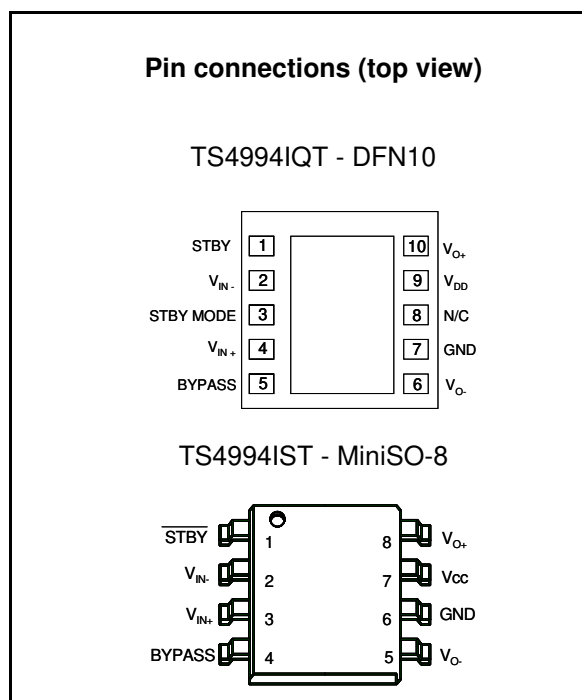 Pin connections (top view)
TS4994IQT - DFN10
STBY 1 10 VO+
VIN - 2 9 VDD
STBY MODE 3 8 N/C
VIN + 4 7 GND
BYPASS 5 6 VO-
TS4994IST - MiniSO-8
S̅T̅B̅Y̅ 1 8 VO+
VIN- 2 7 Vcc
VIN+ 3 6 GND
BYPASS 4 5 VO-